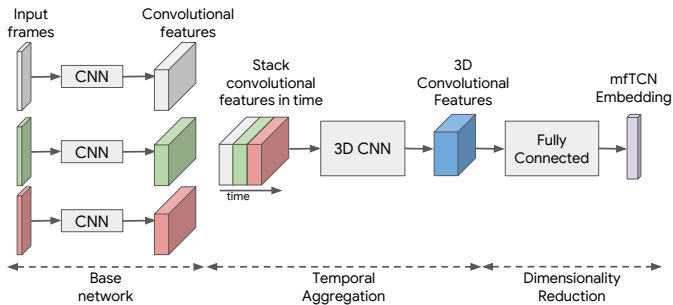 Input
frames
Convolutional
features
CNN
CNN
CNN
Stack
convolutional
features in time
time
3D CNN
3D
Convolutional
Features
Fully
Connected
mfTCN
Embedding
Base
network
Temporal
Aggregation
Dimensionality
Reduction